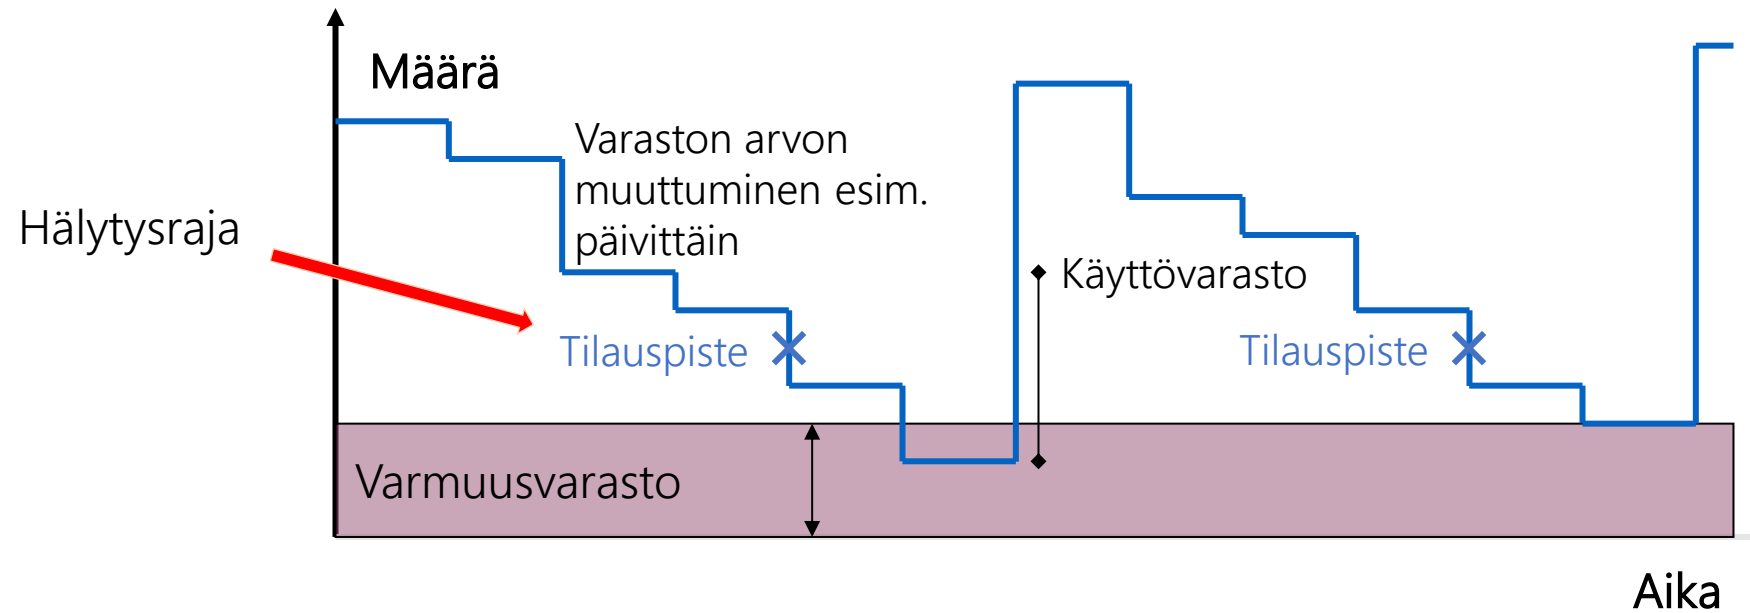 Määrä
Varaston arvon
muuttuminen esim.
päivittäin
Hälytysraja
Käyttövarasto
Tilauspiste
Tilauspiste
Varmuusvarasto
Aika